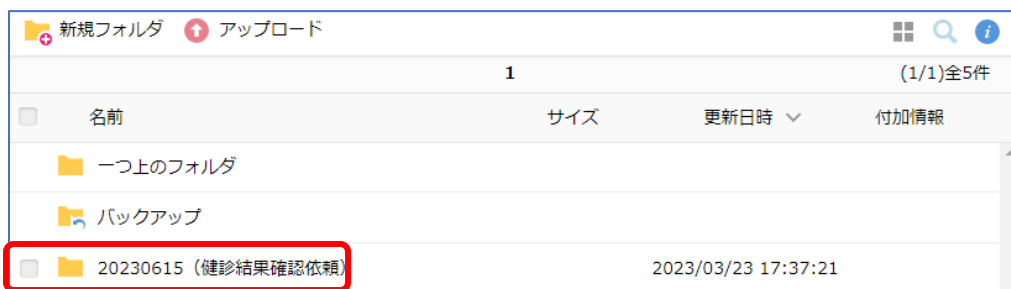 新規フォルダ アップロード
1 (1/1)全5件
名前 サイズ 更新日時 付加情報
一つ上のフォルダ
バックアップ
20230615（健診結果確認依頼） 2023/03/23 17:37:21